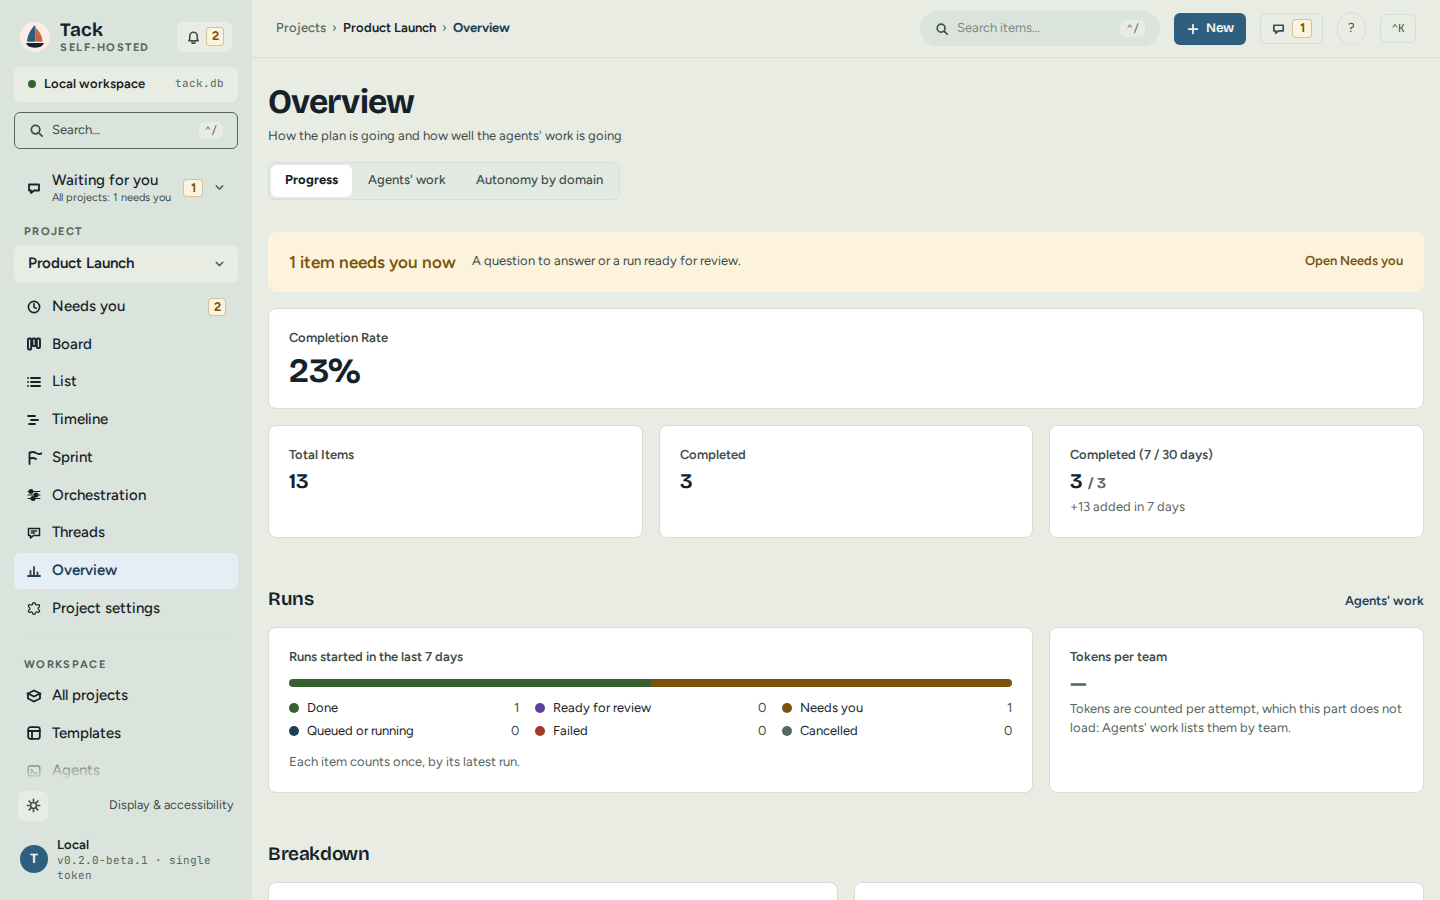 Tack
SELF-HOSTED
2
Local workspace
tack.db
Search...
^/
Waiting for you
All projects: 1 needs you
1
PROJECT
Product Launch
Needs you
2
Board
List
Timeline
Sprint
Orchestration
Threads
Overview
Project settings
WORKSPACE
All projects
Templates
Agents
Display & accessibility
T
Local
v0.2.0-beta.1 · single
token
Projects › Product Launch › Overview
Search items...
^/
+ New
1
?
^K
Overview
How the plan is going and how well the agents' work is going
Progress
Agents' work
Autonomy by domain
1 item needs you now
A question to answer or a run ready for review.
Open Needs you
Completion Rate
23%
Total Items
13
Completed
3
Completed (7 / 30 days)
3 / 3
+13 added in 7 days
Runs
Agents' work
Runs started in the last 7 days
Done 1
Ready for review 0
Needs you 1
Queued or running 0
Failed 0
Cancelled 0
Each item counts once, by its latest run.
Tokens per team
—
Tokens are counted per attempt, which this part does not
load: Agents' work lists them by team.
Breakdown